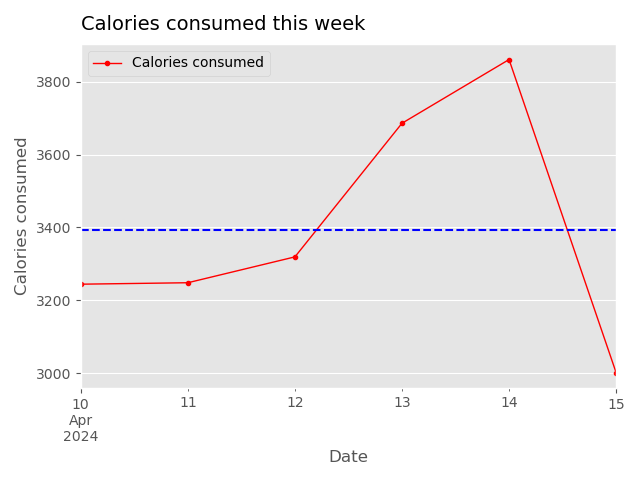 Calories consumed this week
Calories consumed
3800
3600
3400
3200
3000
Calories consumed
10
Apr
2024
11
12
13
14
15
Date